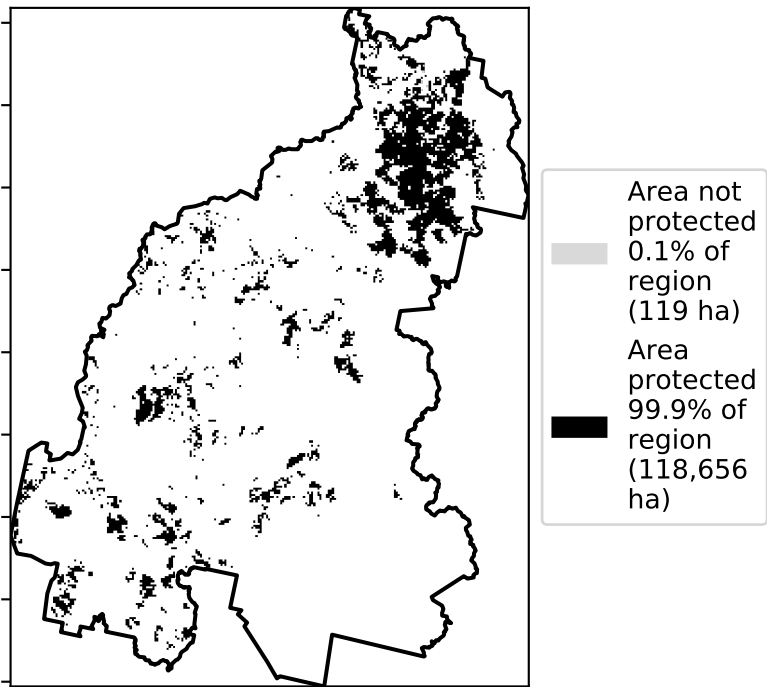 Area not
protected
0.1% of
region
(119 ha)
Area
protected
99.9% of
region
(118,656
ha)